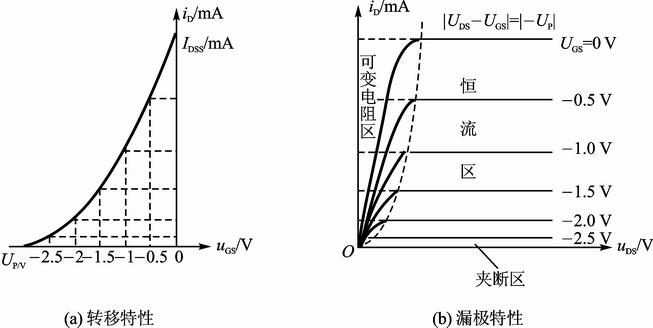 i_D/mA
I_DSS/mA
U_P/V −2.5 −2 −1.5 −1 −0.5 0 u_GS/V
(a) 转移特性
i_D/mA
|U_DS−U_GS|=|−U_P|
U_GS=0 V
可变电阻区
恒流区
−0.5 V
−1.0 V
−1.5 V
−2.0 V
−2.5 V
O
u_DS/V
夹断区
(b) 漏极特性